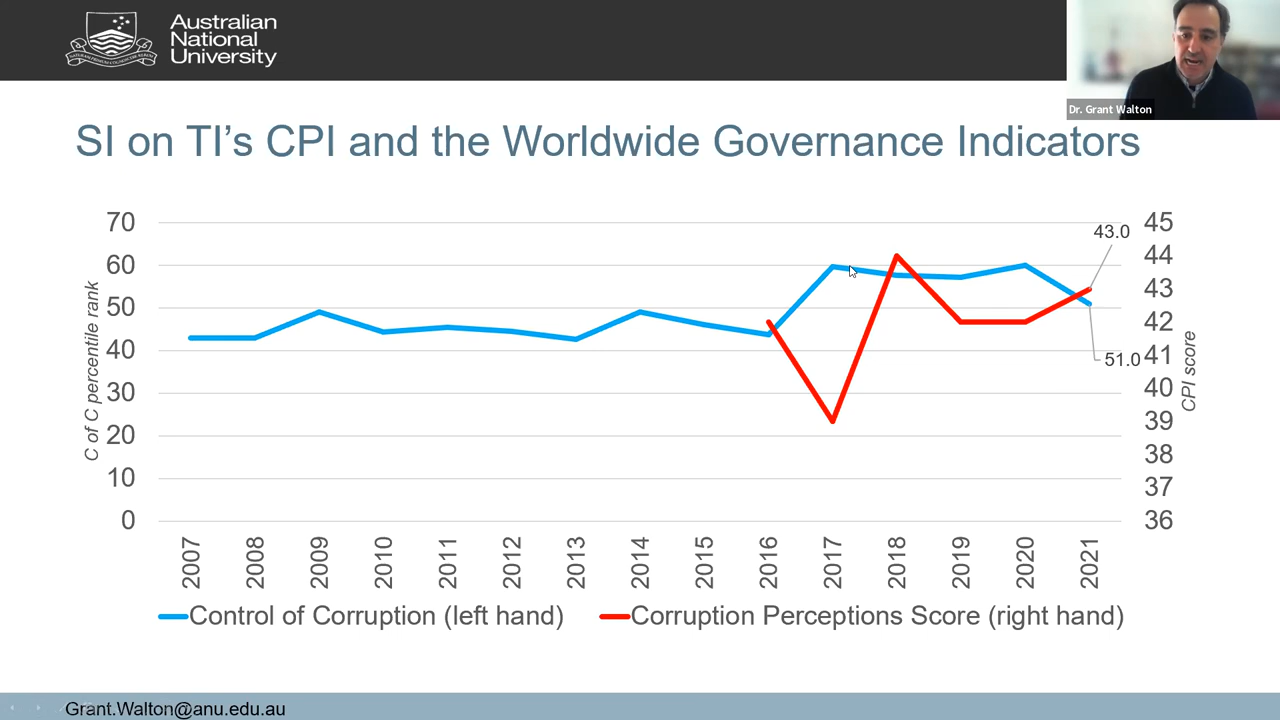 Australian
National
University
Dr. Grant Walton
SI on TI's CPI and the Worldwide Governance Indicators
C of C percentile rank
70
60
50
40
30
20
10
0
45
44
43
42
41
40
39
38
37
36
CPI score
43.0
51.0
2007 2008 2009 2010 2011 2012 2013 2014 2015 2016 2017 2018 2019 2020 2021
Control of Corruption (left hand) Corruption Perceptions Score (right hand)
Grant.Walton@anu.edu.au